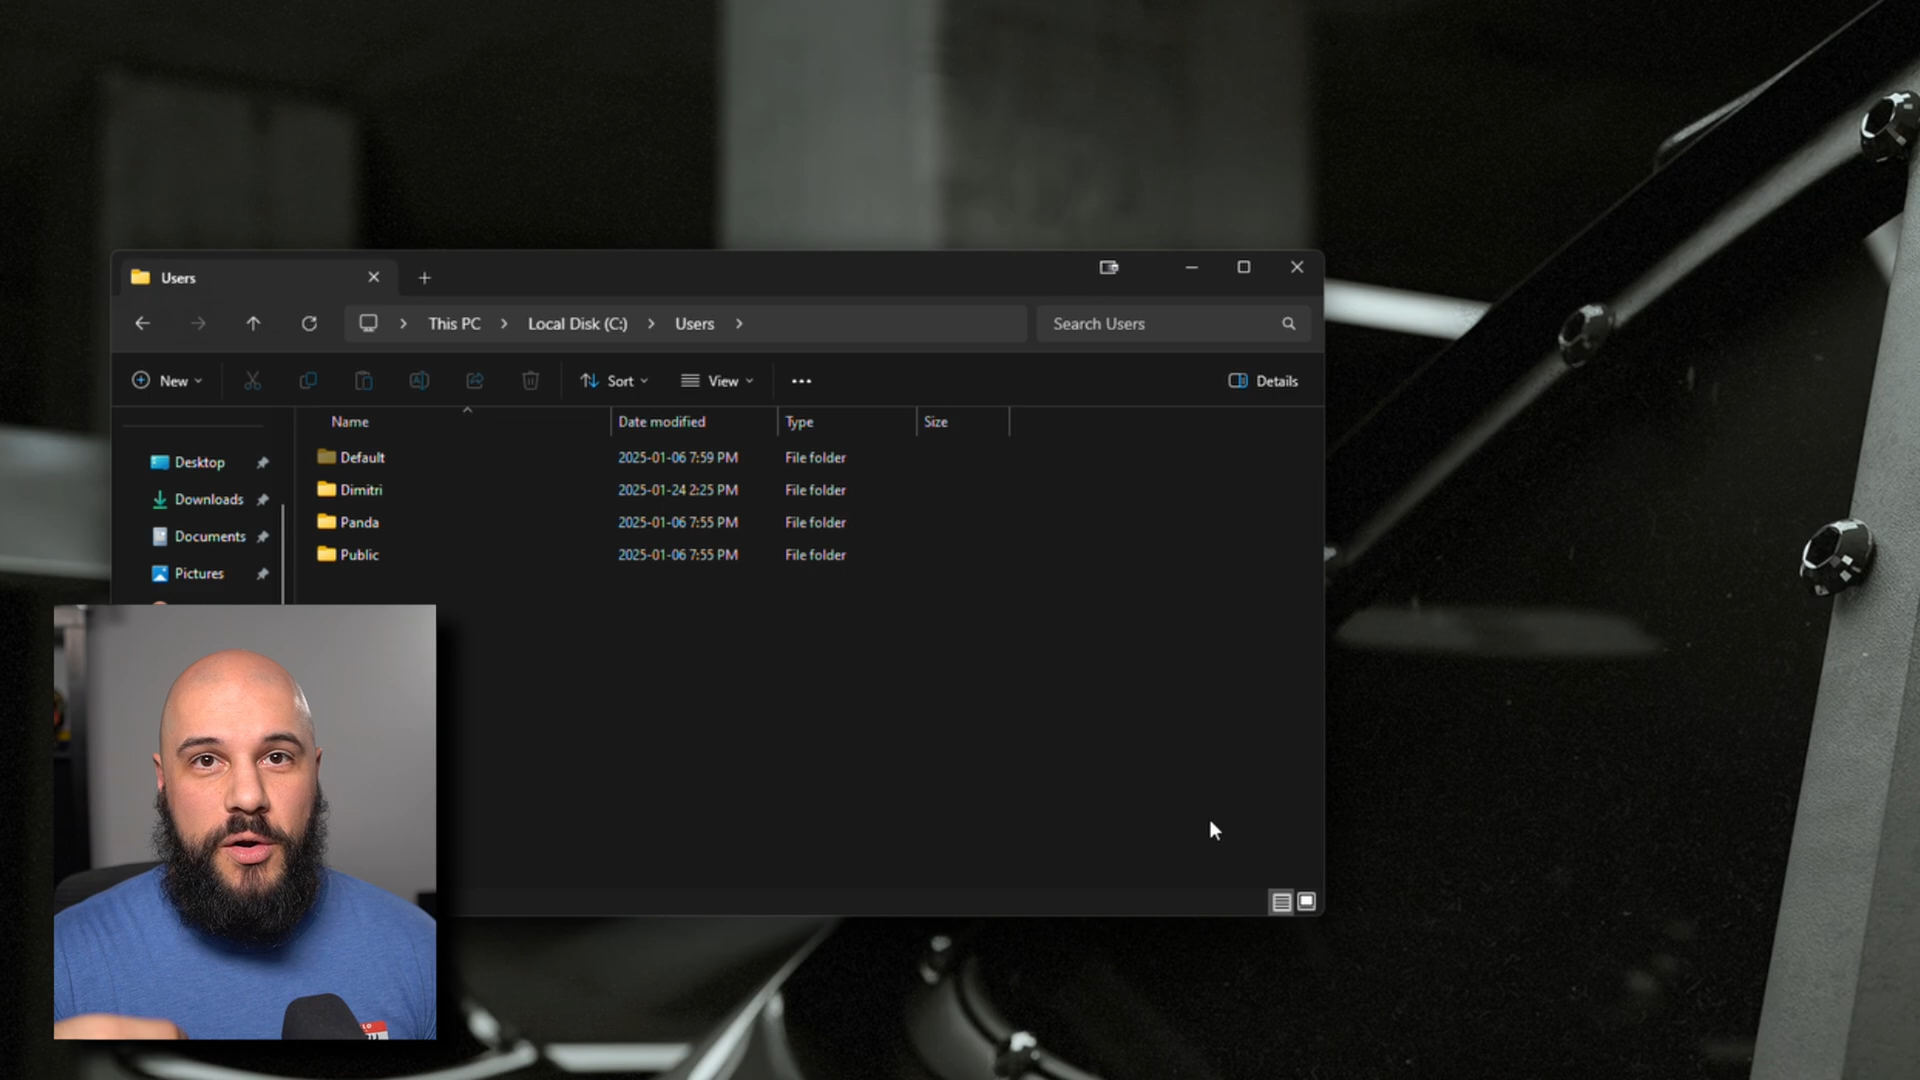 Users
This PC
Local Disk (C:)
Users
Search Users
New
Sort
View
Details
Name
Date modified
Type
Size
Desktop
Downloads
Documents
Pictures
Default 2025-01-06 7:59 PM File folder
Dimitri 2025-01-24 2:25 PM File folder
Panda 2025-01-06 7:55 PM File folder
Public 2025-01-06 7:55 PM File folder